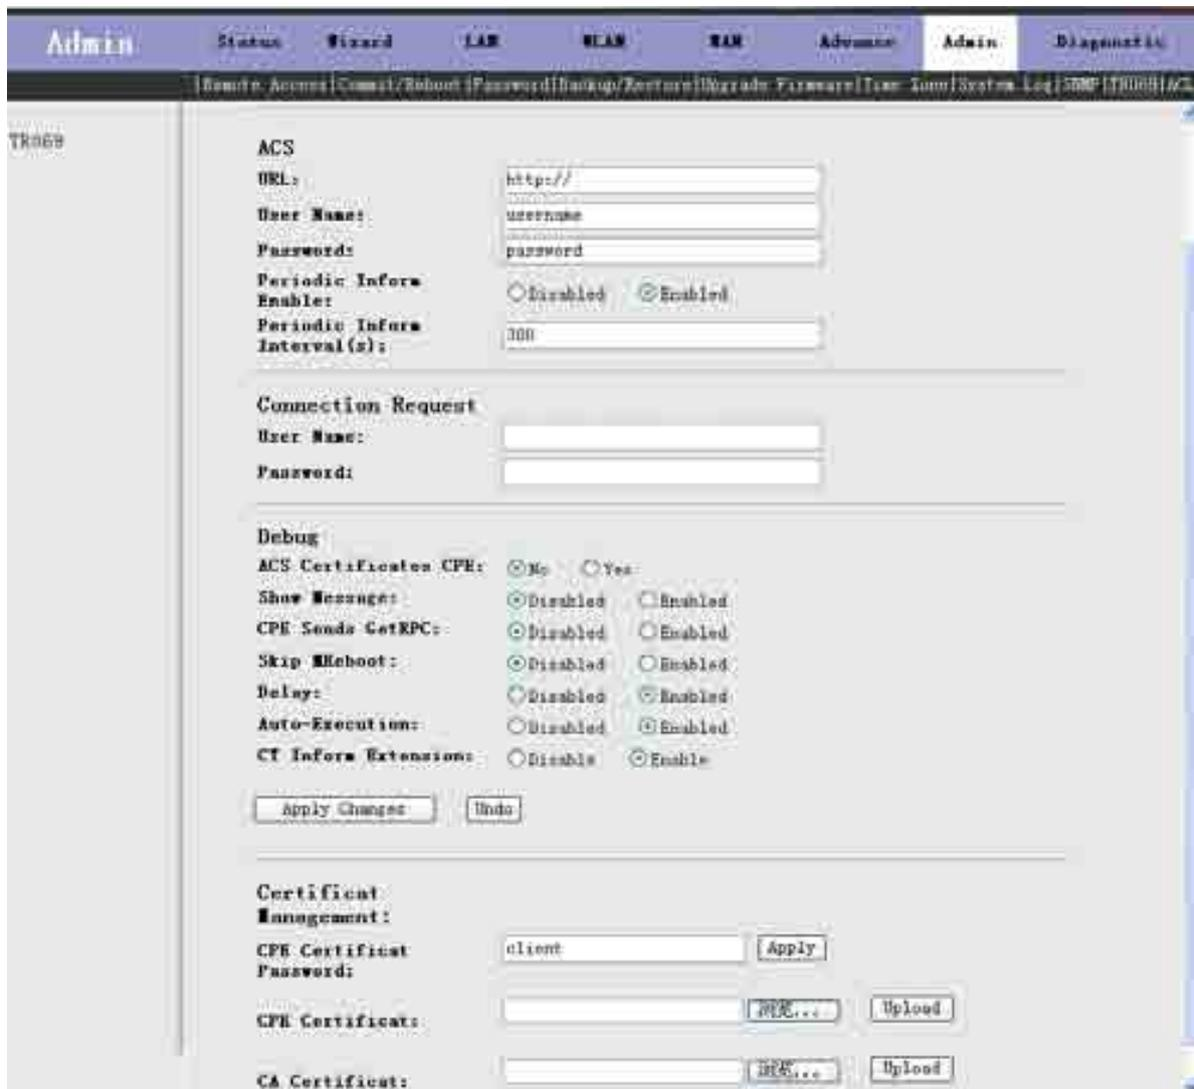 Admin Status Wizard LAN WLAN WAN Advance Admin Diagnostic
|Remote Access|Commit/Reboot|Password|Backup/Restore|Upgrade Firmware|Time Zone|System Log|SNMP|TR069|ACL
TR069
ACS
URL: http://
User Name: username
Password: password
Periodic Inform
Enable: Disabled Enabled
Periodic Inform
Interval(s): 300
Connection Request
User Name:
Password:
Debug
ACS Certificates CPE: No Yes
Show Message: Disabled Enabled
CPE Sends GetRPC: Disabled Enabled
Skip MReboot: Disabled Enabled
Delay: Disabled Enabled
Auto-Execution: Disabled Enabled
CT Inform Extension: Disable Enable
Apply Changes Undo
Certificat
Management:
CPE Certificat
Password: client Apply
CPE Certificat: 浏览... Upload
CA Certificat: 浏览... Upload